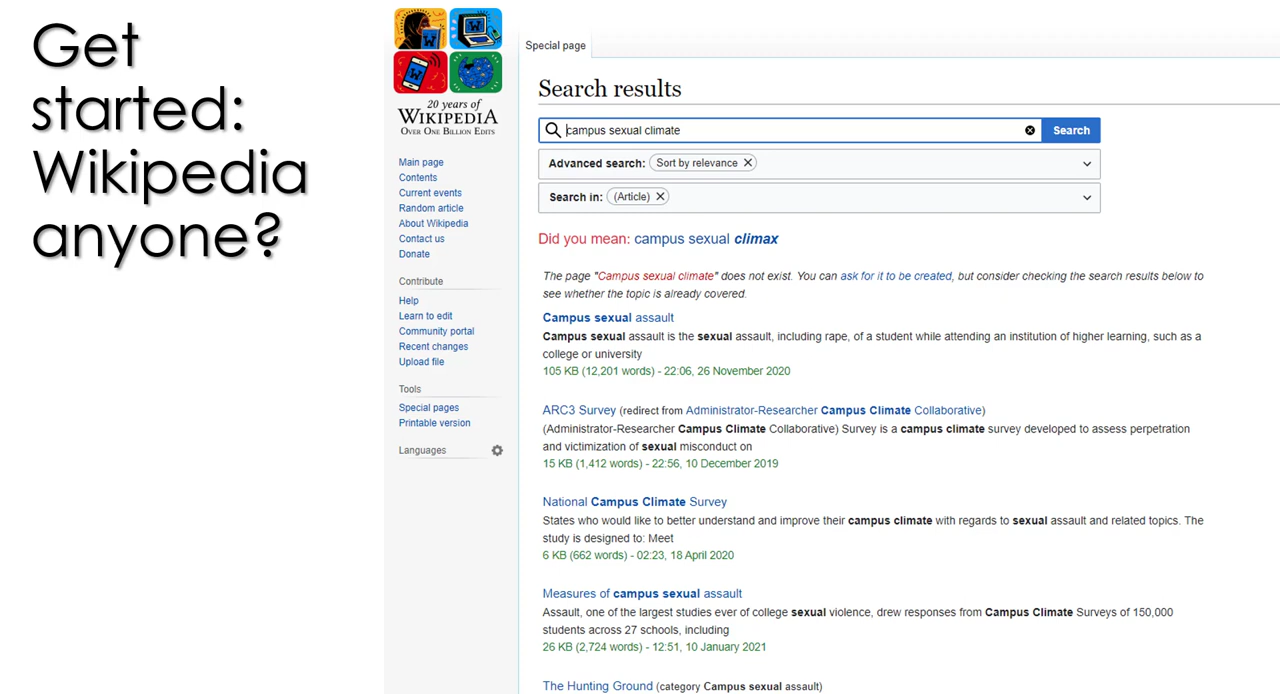 Get
started:
Wikipedia
anyone?
20 years of
WIKIPEDIA
OVER ONE BILLION EDITS
Main page
Contents
Current events
Random article
About Wikipedia
Contact us
Donate
Contribute
Help
Learn to edit
Community portal
Recent changes
Upload file
Tools
Special pages
Printable version
Languages
Special page
Search results
campus sexual climate
Search
Advanced search: Sort by relevance
Search in: (Article)
Did you mean: campus sexual climax
The page "Campus sexual climate" does not exist. You can ask for it to be created, but consider checking the search results below to
see whether the topic is already covered.
Campus sexual assault
Campus sexual assault is the sexual assault, including rape, of a student while attending an institution of higher learning, such as a
college or university
105 KB (12,201 words) - 22:06, 26 November 2020
ARC3 Survey (redirect from Administrator-Researcher Campus Climate Collaborative)
(Administrator-Researcher Campus Climate Collaborative) Survey is a campus climate survey developed to assess perpetration
and victimization of sexual misconduct on
15 KB (1,412 words) - 22:56, 10 December 2019
National Campus Climate Survey
States who would like to better understand and improve their campus climate with regards to sexual assault and related topics. The
study is designed to: Meet
6 KB (662 words) - 02:23, 18 April 2020
Measures of campus sexual assault
Assault, one of the largest studies ever of college sexual violence, drew responses from Campus Climate Surveys of 150,000
students across 27 schools, including
26 KB (2,724 words) - 12:51, 10 January 2021
The Hunting Ground (category Campus sexual assault)